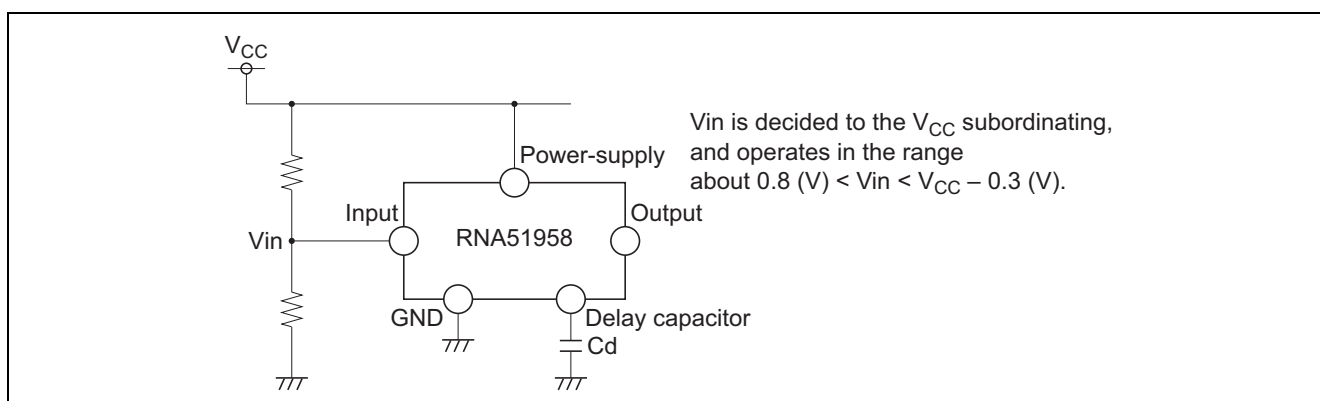 VCC
Vin is decided to the VCC subordinating,
and operates in the range
about 0.8 (V) < Vin < VCC – 0.3 (V).
Power-supply
Input
Output
Vin
RNA51958
GND
Delay capacitor
Cd